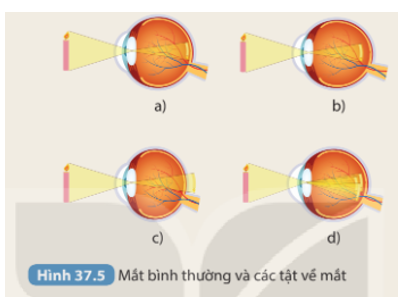 a)
b)
c)
d)
Hình 37.5 Mắt bình thường và các tật về mắt